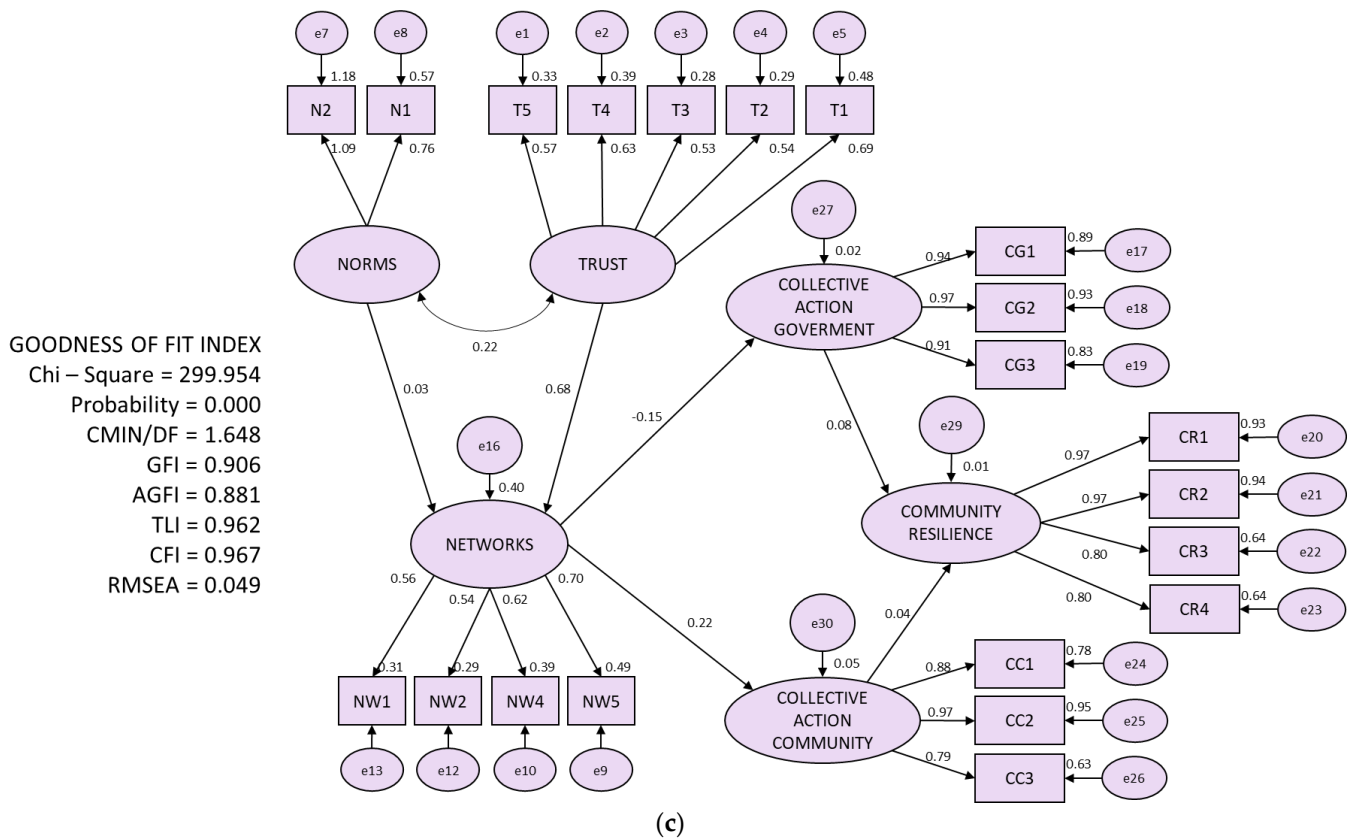 e7
e8
e1
e2
e3
e4
e5
1.18
0.57
0.33
0.39
0.28
0.29
0.48
N2
N1
T5
T4
T3
T2
T1
1.09
0.76
0.57
0.63
0.53
0.54
0.69
e27
0.02
NORMS
TRUST
0.22
COLLECTIVE
ACTION
GOVERMENT
0.94
0.97
0.91
CG1
CG2
CG3
0.89
0.93
0.83
e17
e18
e19
GOODNESS OF FIT INDEX
Chi – Square = 299.954
Probability = 0.000
CMIN/DF = 1.648
GFI = 0.906
AGFI = 0.881
TLI = 0.962
CFI = 0.967
RMSEA = 0.049
0.03
0.68
-0.15
0.08
e16
0.40
e29
0.01
NETWORKS
COMMUNITY
RESILIENCE
0.97
0.97
0.80
0.80
CR1
CR2
CR3
CR4
0.93
0.94
0.64
0.64
e20
e21
e22
e23
0.56
0.54
0.62
0.70
0.22
0.04
e30
0.05
0.31
0.29
0.39
0.49
NW1
NW2
NW4
NW5
e13
e12
e10
e9
COLLECTIVE
ACTION
COMMUNITY
0.88
0.97
0.79
CC1
CC2
CC3
0.78
0.95
0.63
e24
e25
e26
(c)